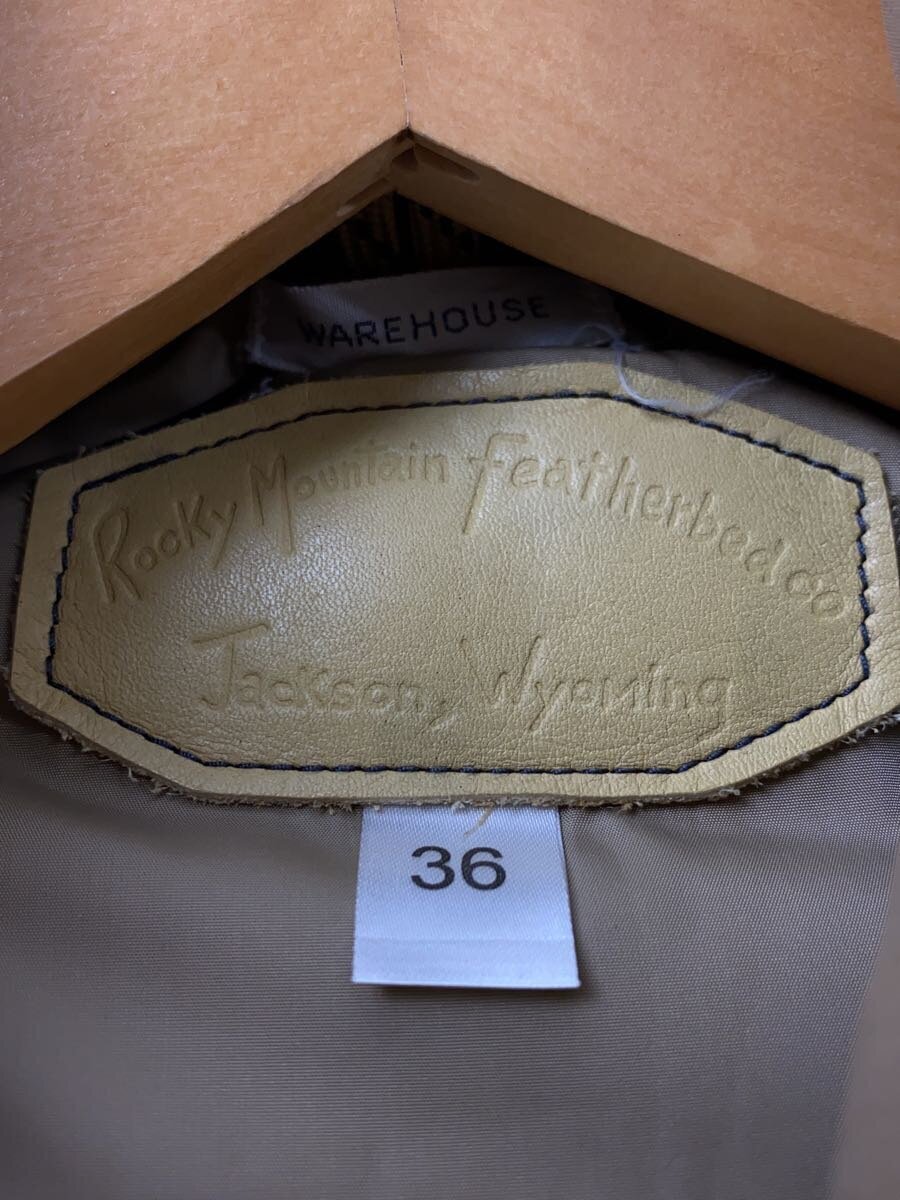 WAREHOUSE
Rocky Mountain Featherbed co
Jackson, Wyoming
36